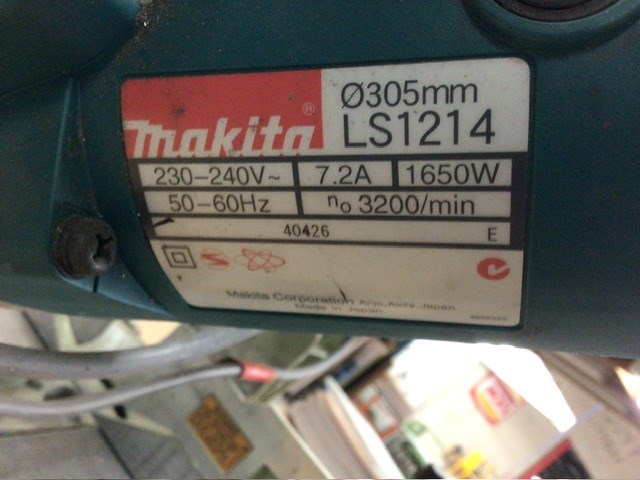 Ø305mm
makita®
LS1214
230-240V~ 7.2A 1650W
50-60Hz no 3200/min
40426 E
Makita Corporation Anjo, Aichi, Japan
Made in Japan